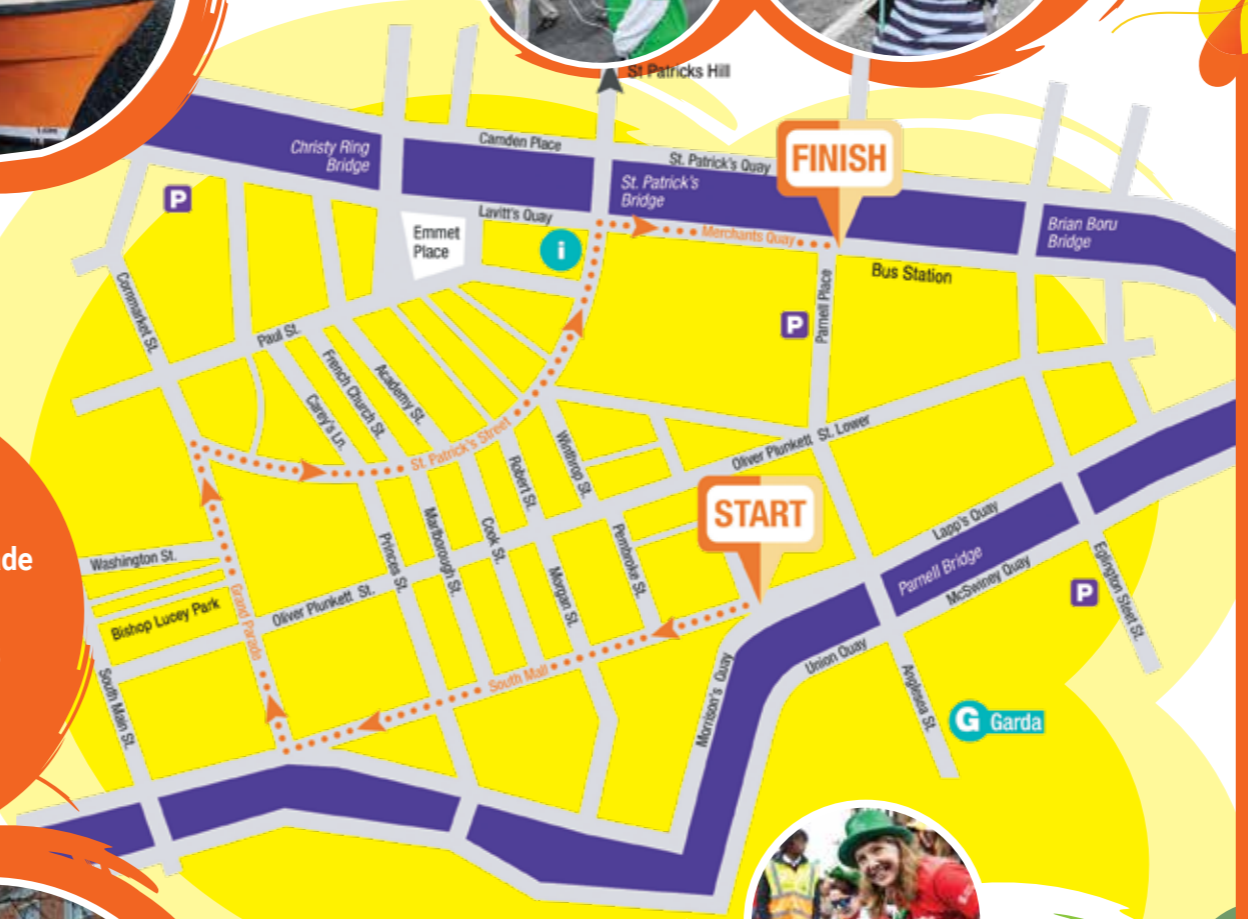 St Patricks Hill
Camden Place
St. Patrick's Quay
FINISH
Christy Ring
Bridge
St. Patrick's
Bridge
Brian Boru
Bridge
P
Lavitt's Quay
Emmet
Place
i
Merchants Quay
Bus Station
Parnell Place
P
Cornmarket St.
Paul St.
French Church St.
Academy St.
Carey's Ln.
St. Patrick's Street
Winthrop St.
Robert St.
Oliver Plunkett St. Lower
START
Lapp's Quay
Parnell Bridge
McSwiney Quay
Eglington Steet St.
P
de
Washington St.
Bishop Lucey Park
Grand Parade
Oliver Plunkett St.
Princes St.
Marlborough St.
Cook St.
Morgan St.
Pembroke St.
South Mall
South Main St.
Morrison's Quay
Union Quay
Anglesea St.
G Garda